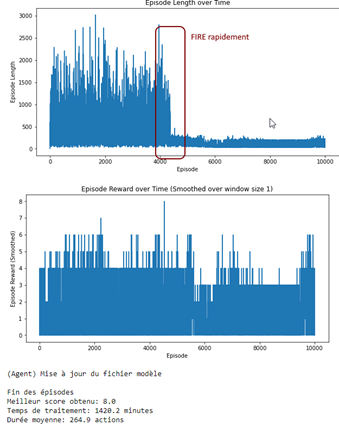 Episode Length over Time
3000
2500
2000
1500
1000
500
0
Episode Length
FIRE rapidement
0
2000
4000
6000
8000
10000
Episode
Episode Reward over Time (Smoothed over window size 1)
8
7
6
5
4
3
2
1
0
Episode Reward (Smoothed)
0
2000
4000
6000
8000
10000
Episode
(Agent) Mise à jour du fichier modèle
Fin des épisodes
Meilleur score obtenu: 8.0
Temps de traitement: 1420.2 minutes
Durée moyenne: 264.9 actions